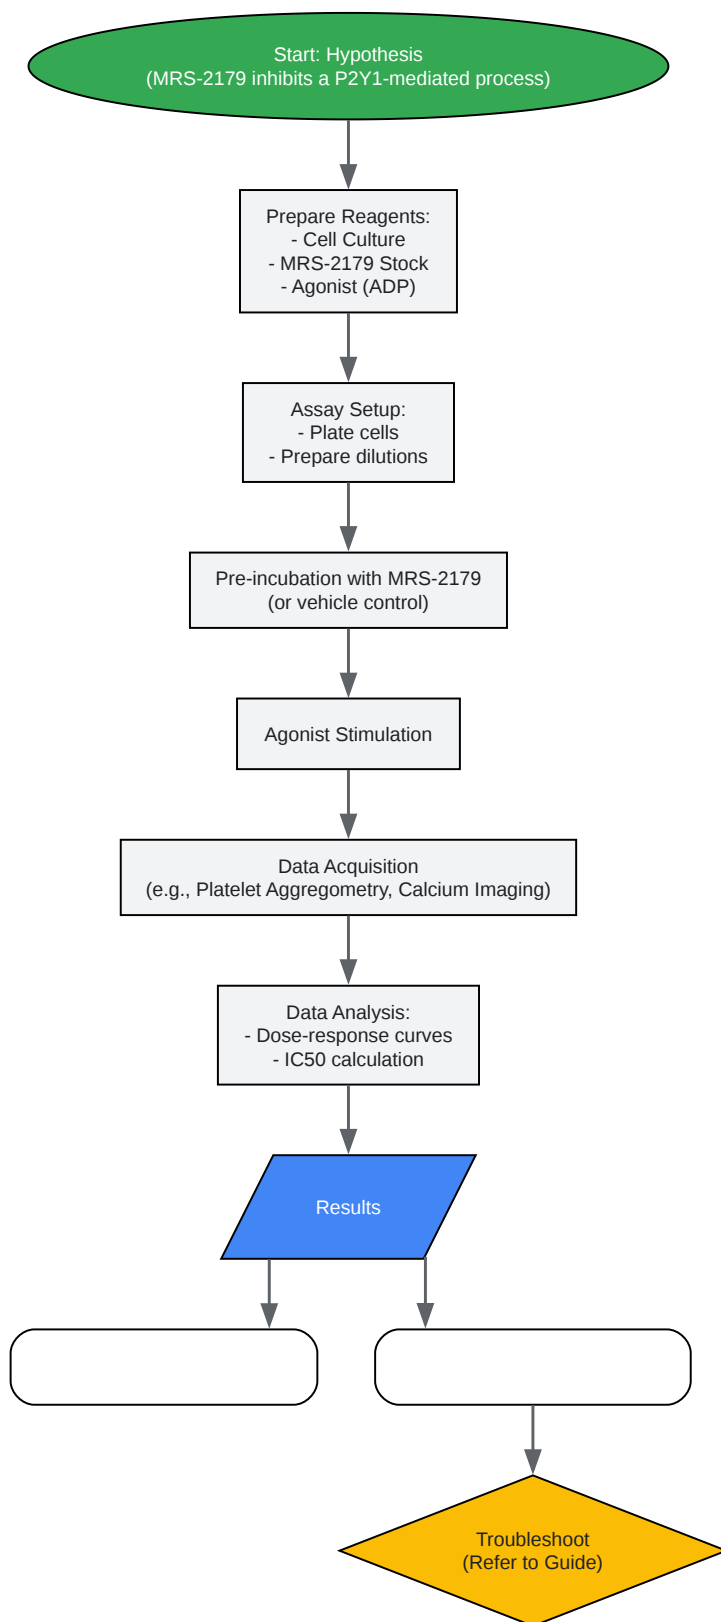 Start: Hypothesis
(MRS-2179 inhibits a P2Y1-mediated process)
Prepare Reagents:
- Cell Culture
- MRS-2179 Stock
- Agonist (ADP)
Assay Setup:
- Plate cells
- Prepare dilutions
Pre-incubation with MRS-2179
(or vehicle control)
Agonist Stimulation
Data Acquisition
(e.g., Platelet Aggregometry, Calcium Imaging)
Data Analysis:
- Dose-response curves
- IC50 calculation
Results
Troubleshoot
(Refer to Guide)